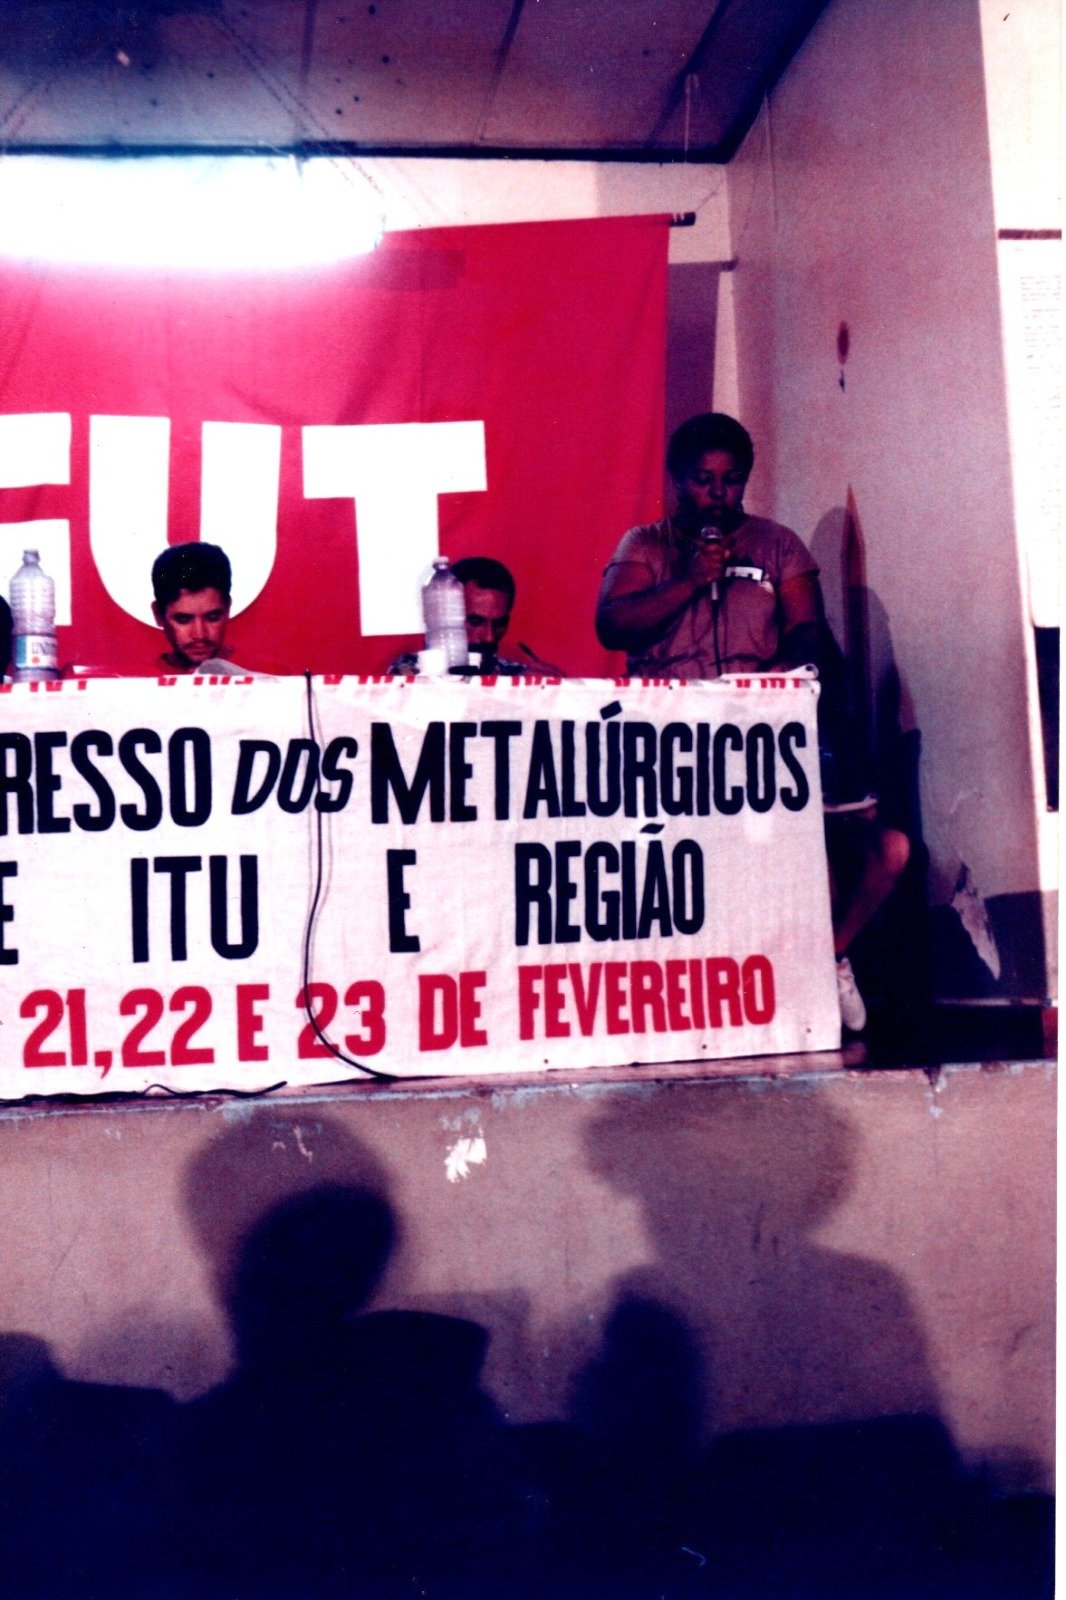 CUT
RESSO DOS METALÚRGICOS
E ITU E REGIÃO
21,22 E 23 DE FEVEREIRO